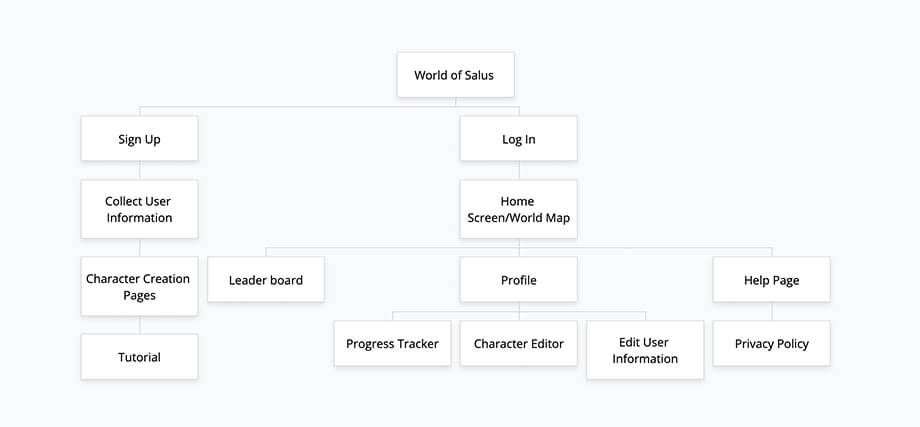 World of Salus
Sign Up
Log In
Collect User
Information
Home
Screen/World Map
Character Creation
Pages
Leader board
Profile
Help Page
Tutorial
Progress Tracker
Character Editor
Edit User
Information
Privacy Policy